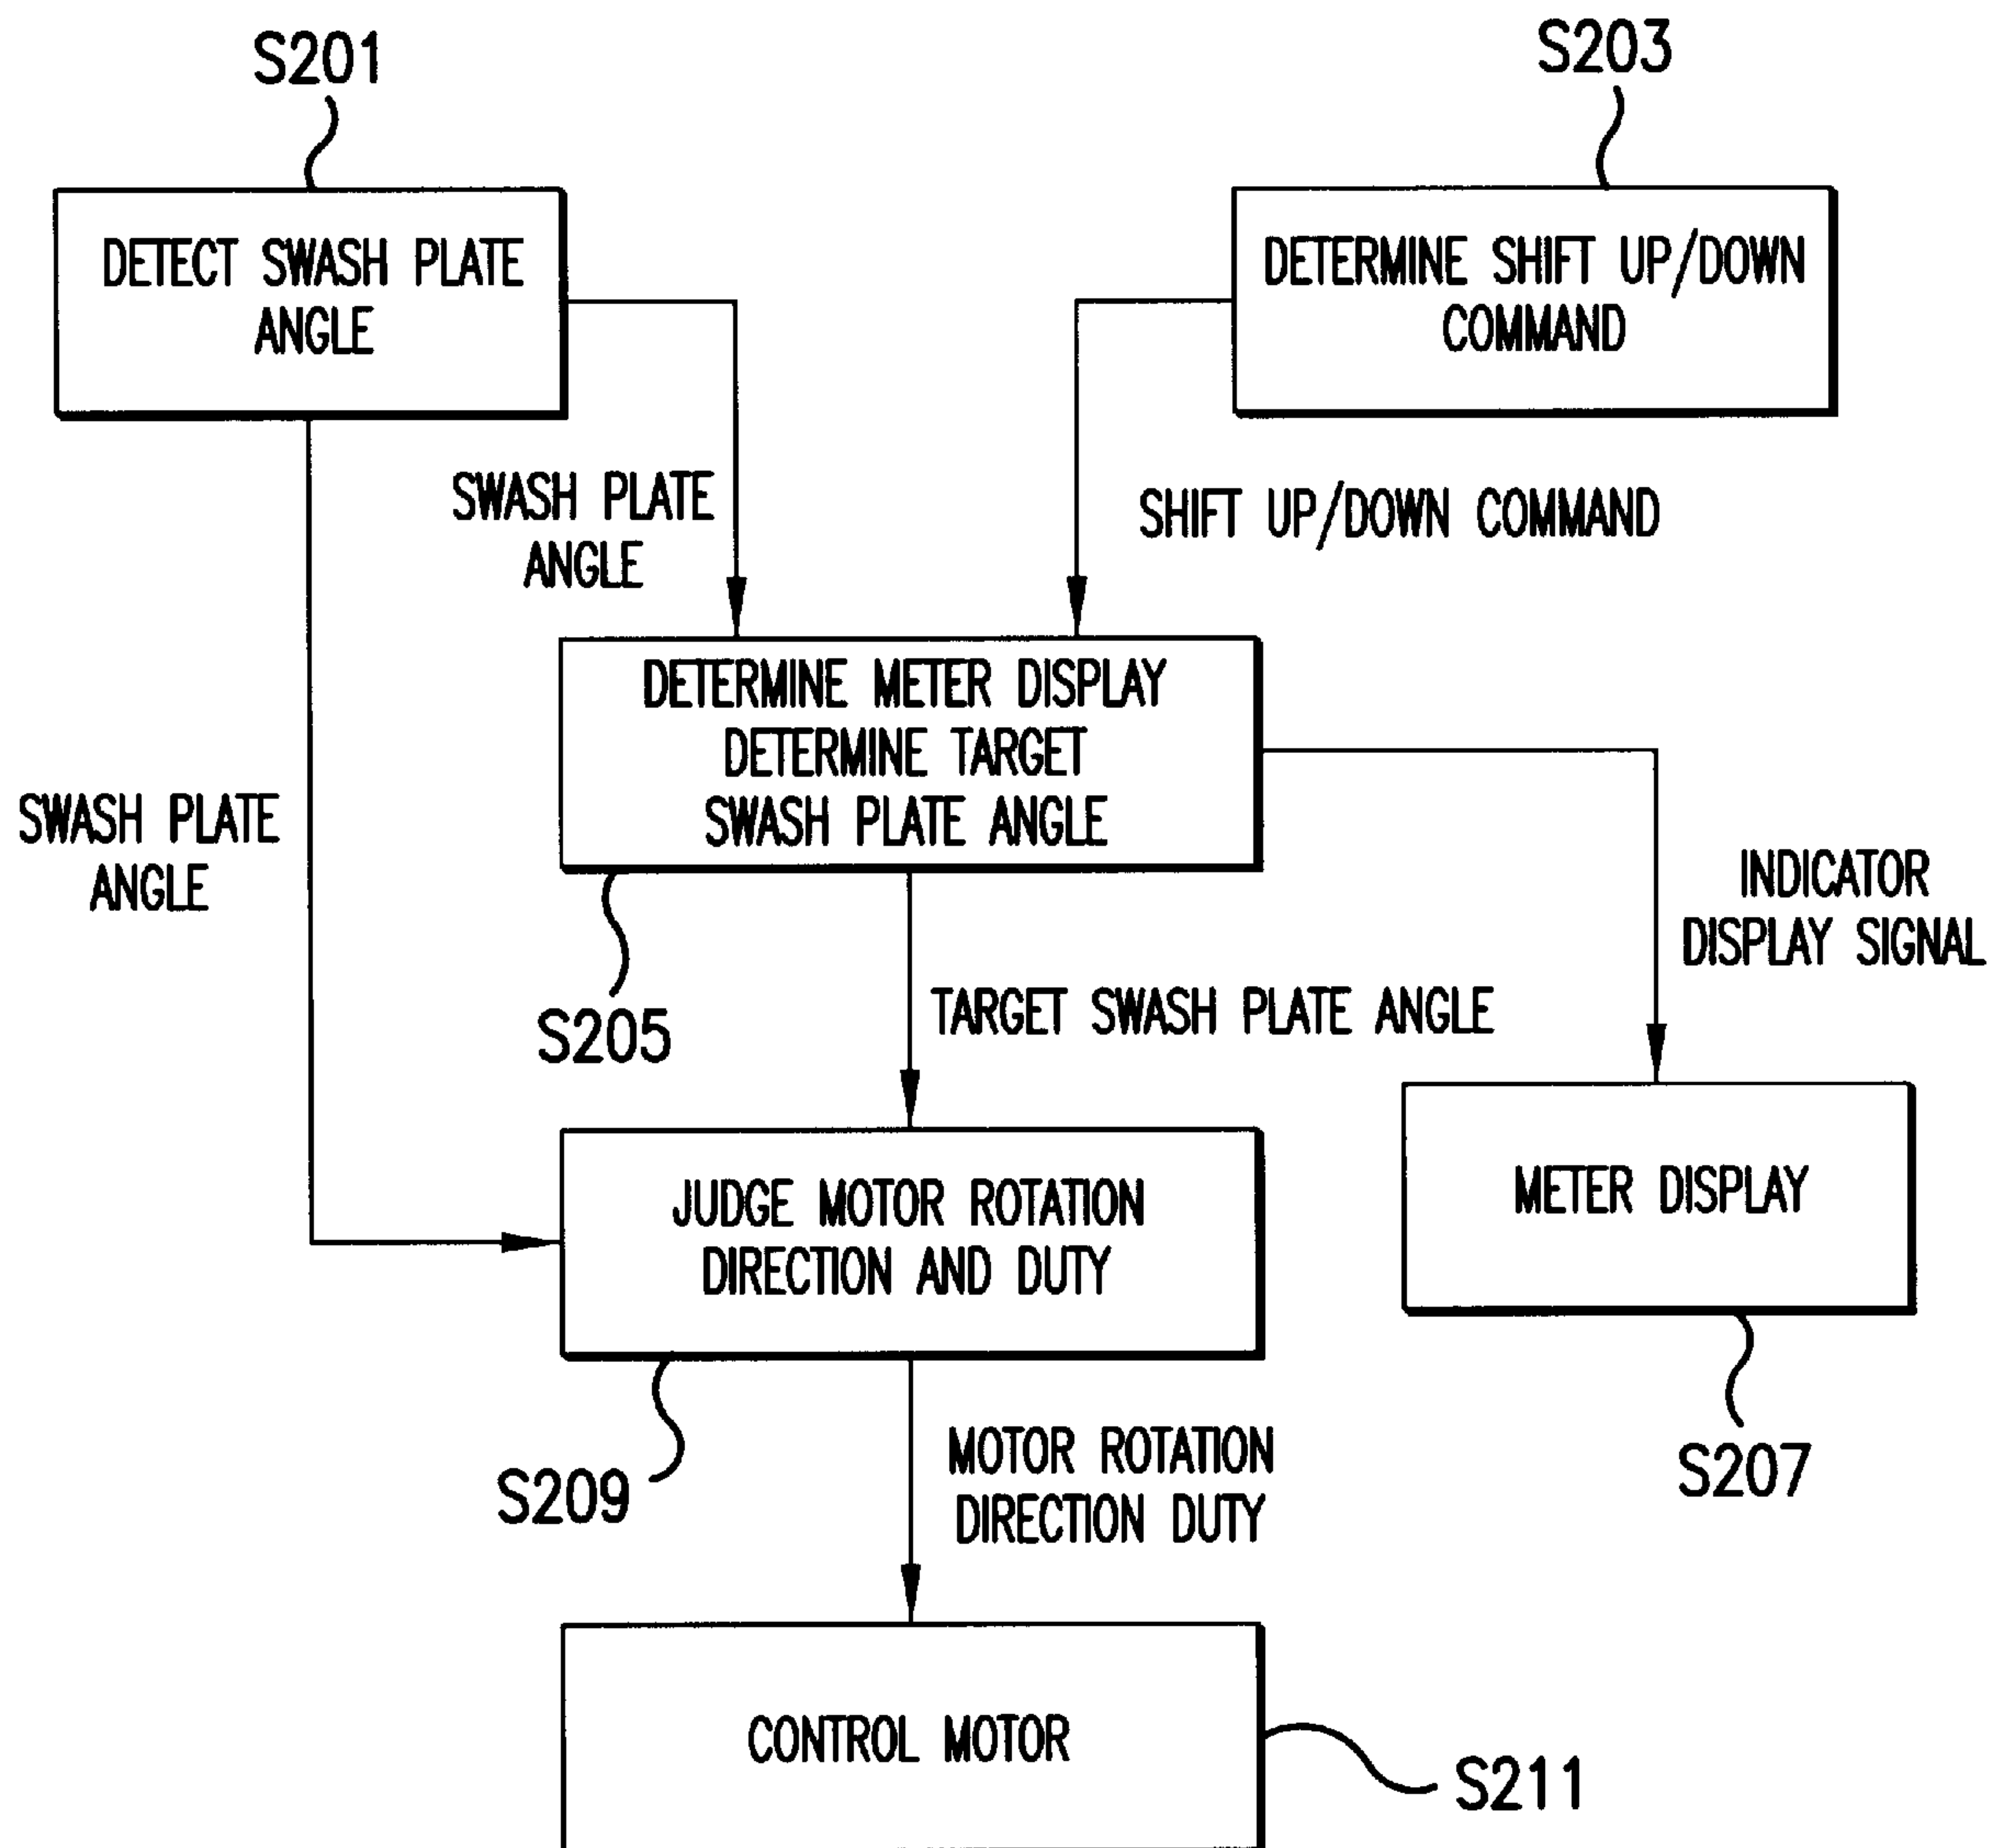 S201
S203
DETECT SWASH PLATE
ANGLE
DETERMINE SHIFT UP/DOWN
COMMAND
SWASH PLATE
ANGLE
SHIFT UP/DOWN COMMAND
DETERMINE METER DISPLAY
DETERMINE TARGET
SWASH PLATE ANGLE
SWASH PLATE
ANGLE
INDICATOR
DISPLAY SIGNAL
S205
TARGET SWASH PLATE ANGLE
JUDGE MOTOR ROTATION
DIRECTION AND DUTY
METER DISPLAY
S209
MOTOR ROTATION
DIRECTION DUTY
S207
CONTROL MOTOR
S211